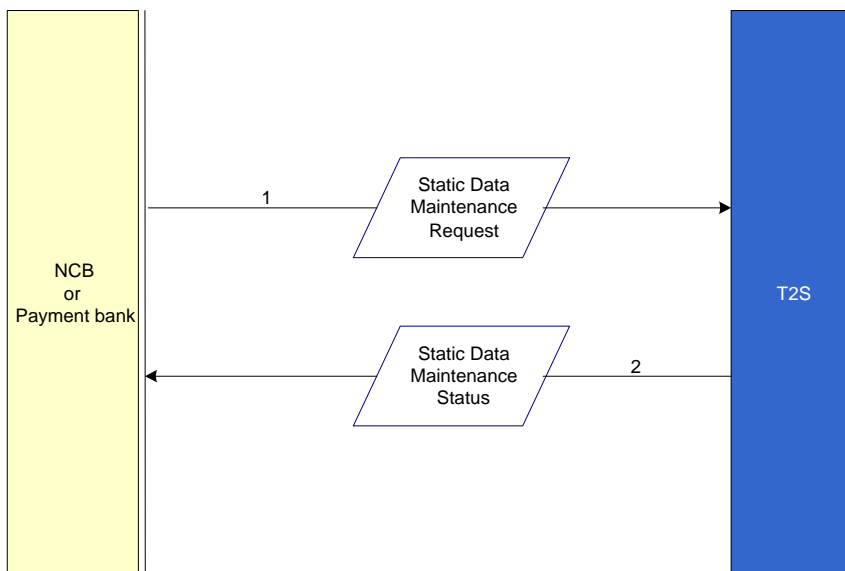 NCB
or
Payment bank
1
Static Data
Maintenance
Request
Static Data
Maintenance
Status
2
T2S